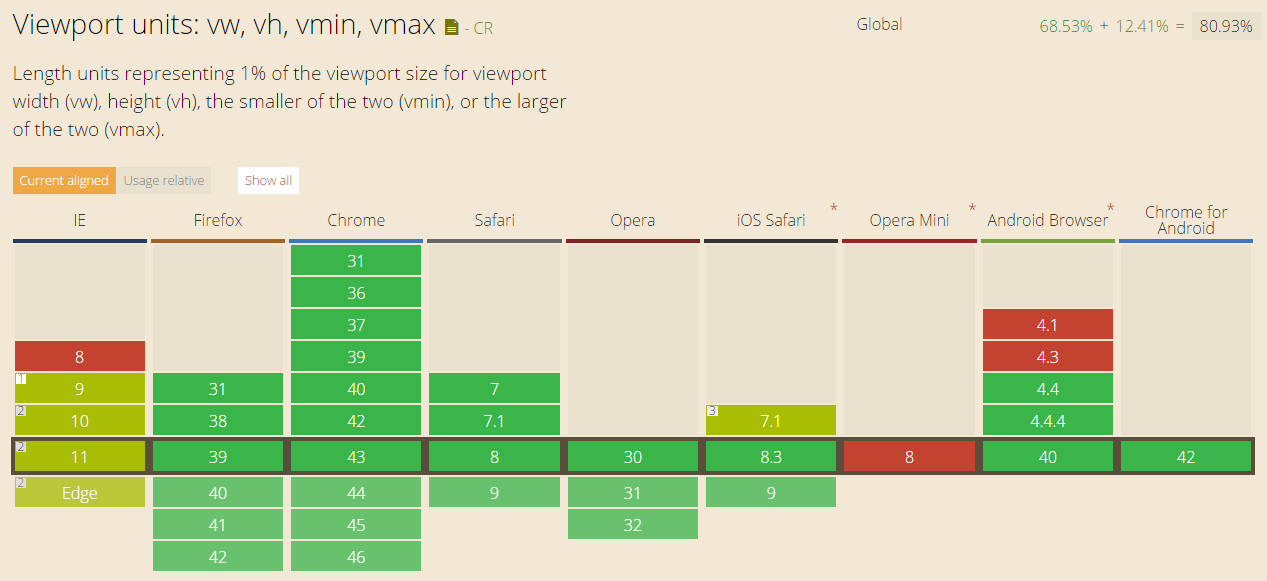 Viewport units: vw, vh, vmin, vmax - CR
Global
68.53% + 12.41% = 80.93%
Length units representing 1% of the viewport size for viewport
width (vw), height (vh), the smaller of the two (vmin), or the larger
of the two (vmax).
Current aligned Usage relative Show all
IE Firefox Chrome Safari Opera iOS Safari * Opera Mini * Android Browser * Chrome for
Android
31
36
37 4.1
8 39 4.3
1 9 31 40 7 4.4
2 10 38 42 7.1 3 7.1 4.4.4
2 11 39 43 8 30 8.3 8 40 42
2 Edge 40 44 9 31 9
41 45 32
42 46